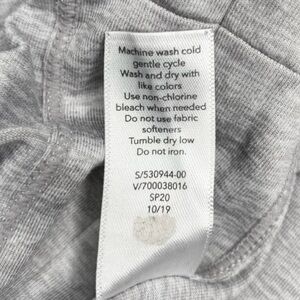 Machine wash cold
gentle cycle
Wash and dry with
like colors
Use non-chlorine
bleach when needed
Do not use fabric
softeners
Tumble dry low
Do not iron.
S/530944-00
V/700038016
SP20
10/19